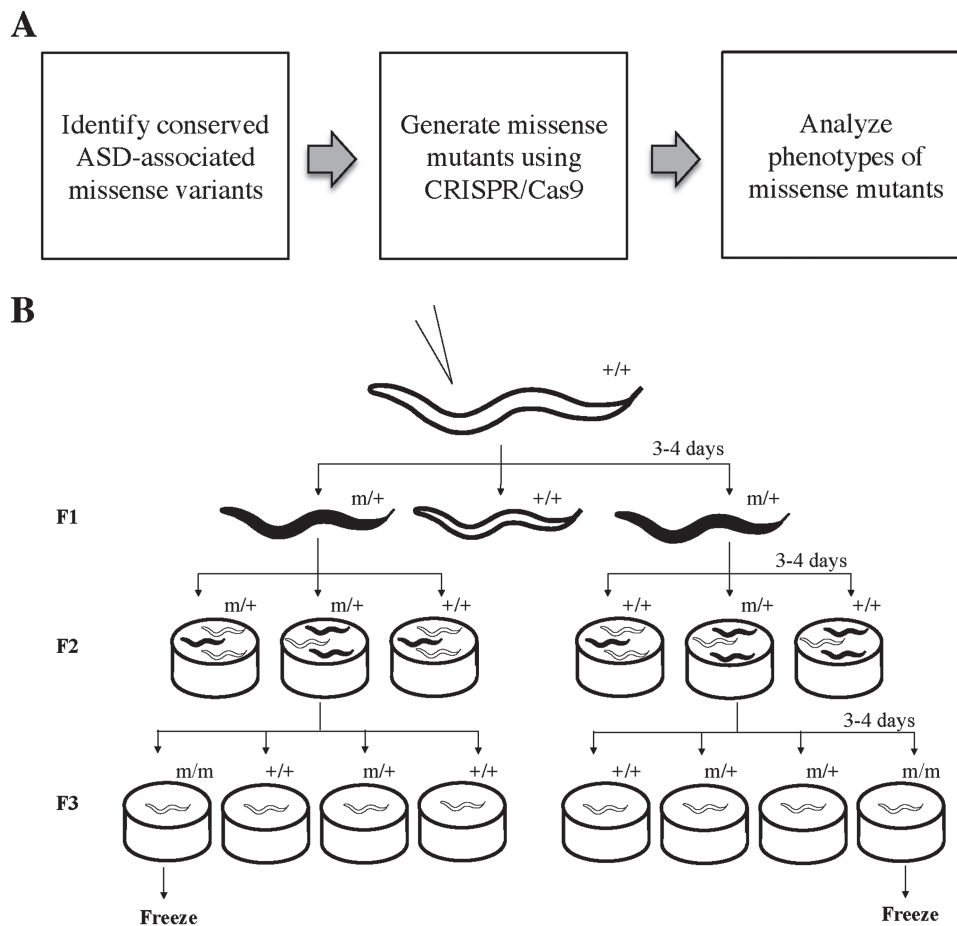 A
Identify conserved
ASD-associated
missense variants
Generate missense
mutants using
CRISPR/Cas9
Analyze
phenotypes of
missense mutants
B
+/+
3-4 days
F1
m/+
+/+
m/+
3-4 days
F2
m/+
m/+
+/+
+/+
m/+
+/+
3-4 days
F3
m/m
+/+
m/+
+/+
+/+
m/+
m/+
m/m
Freeze
Freeze